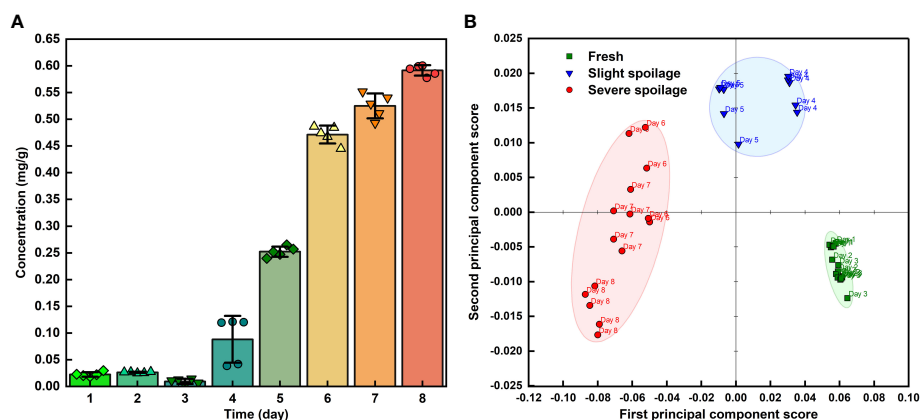 A
0.65
0.60
0.55
0.50
0.45
0.40
0.35
0.30
0.25
0.20
0.15
0.10
0.05
0.00
Concentration (mg/g)
1 2 3 4 5 6 7 8
Time (day)
B
0.025
0.020
0.015
0.010
0.005
0.000
-0.005
-0.010
-0.015
-0.020
-0.025
Second principal component score
Fresh
Slight spoilage
Severe spoilage
Day 4
Day 4
Day 4
Day 5
Day 5
Day 6
Day 6
Day 7
Day 7
Day 7
Day 6
Day 7
Day 7
Day 8
Day 8
Day 8
Day 8
Day 8
Day 2
Day 3
Day 3
-0.10 -0.08 -0.06 -0.04 -0.02 0.00 0.02 0.04 0.06 0.08 0.10
First principal component score